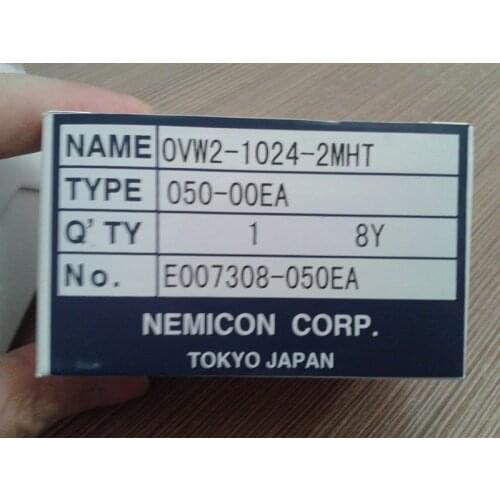 NAME OVW2-1024-2MHT
TYPE 050-00EA
Q'TY 1 8Y
No. E007308-050EA
NEMICON CORP.
TOKYO JAPAN